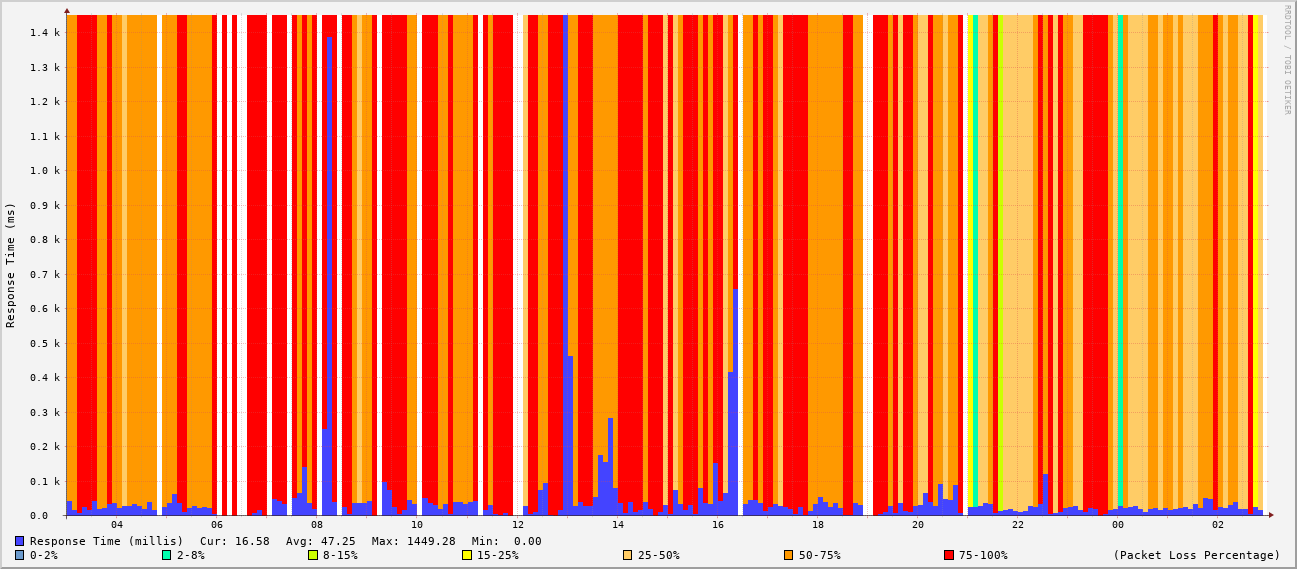 RRDTOOL / TOBI OETIKER
Response Time (ms)
1.4 k
1.3 k
1.2 k
1.1 k
1.0 k
0.9 k
0.8 k
0.7 k
0.6 k
0.5 k
0.4 k
0.3 k
0.2 k
0.1 k
0.0
04 06 08 10 12 14 16 18 20 22 00 02
Response Time (millis) Cur: 16.58 Avg: 47.25 Max: 1449.28 Min: 0.00
0-2% 2-8% 8-15% 15-25% 25-50% 50-75% 75-100% (Packet Loss Percentage)